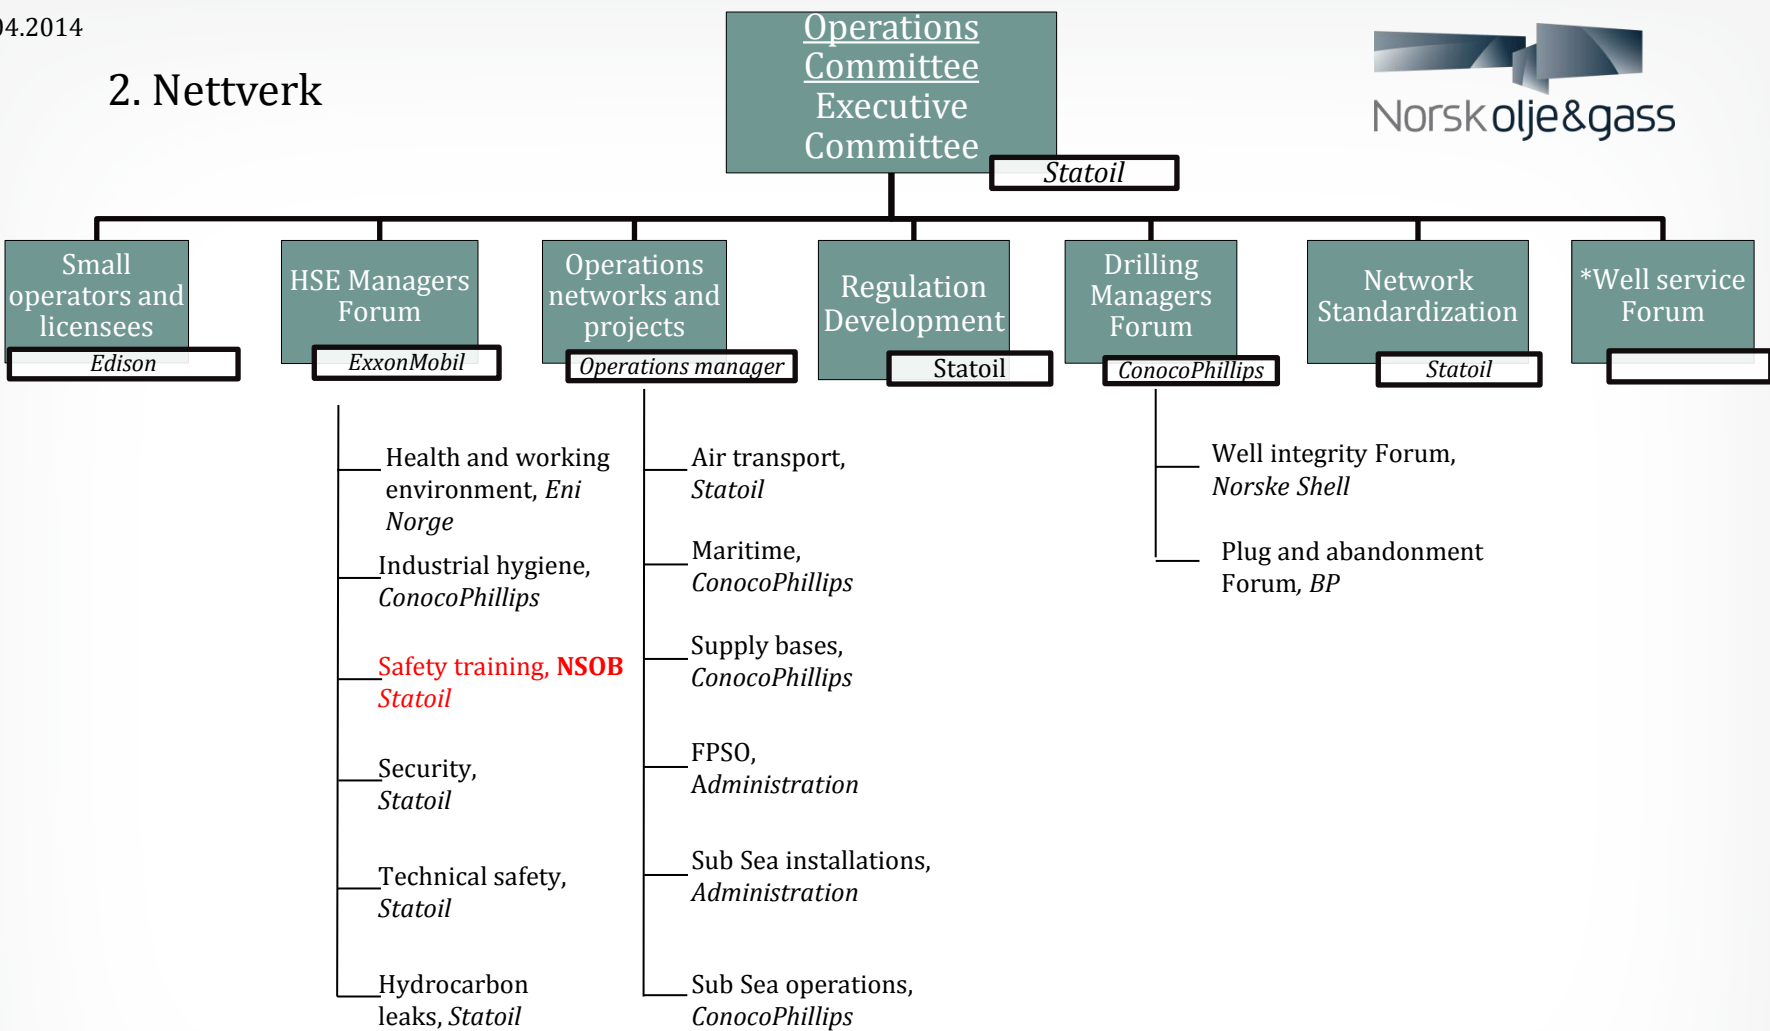 04.2014
2. Nettverk
Operations
Committee
Executive
Committee
Statoil
Norsk olje&gass
Small
operators and
licensees
Edison
HSE Managers
Forum
ExxonMobil
Operations
networks and
projects
Operations manager
Regulation
Development
Statoil
Drilling
Managers
Forum
ConocoPhillips
Network
Standardization
Statoil
*Well service
Forum
Health and working
environment, Eni
Norge
Industrial hygiene,
ConocoPhillips
Safety training, NSOB
Statoil
Security,
Statoil
Technical safety,
Statoil
Hydrocarbon
leaks, Statoil
Air transport,
Statoil
Maritime,
ConocoPhillips
Supply bases,
ConocoPhillips
FPSO,
Administration
Sub Sea installations,
Administration
Sub Sea operations,
ConocoPhillips
Well integrity Forum,
Norske Shell
Plug and abandonment
Forum, BP